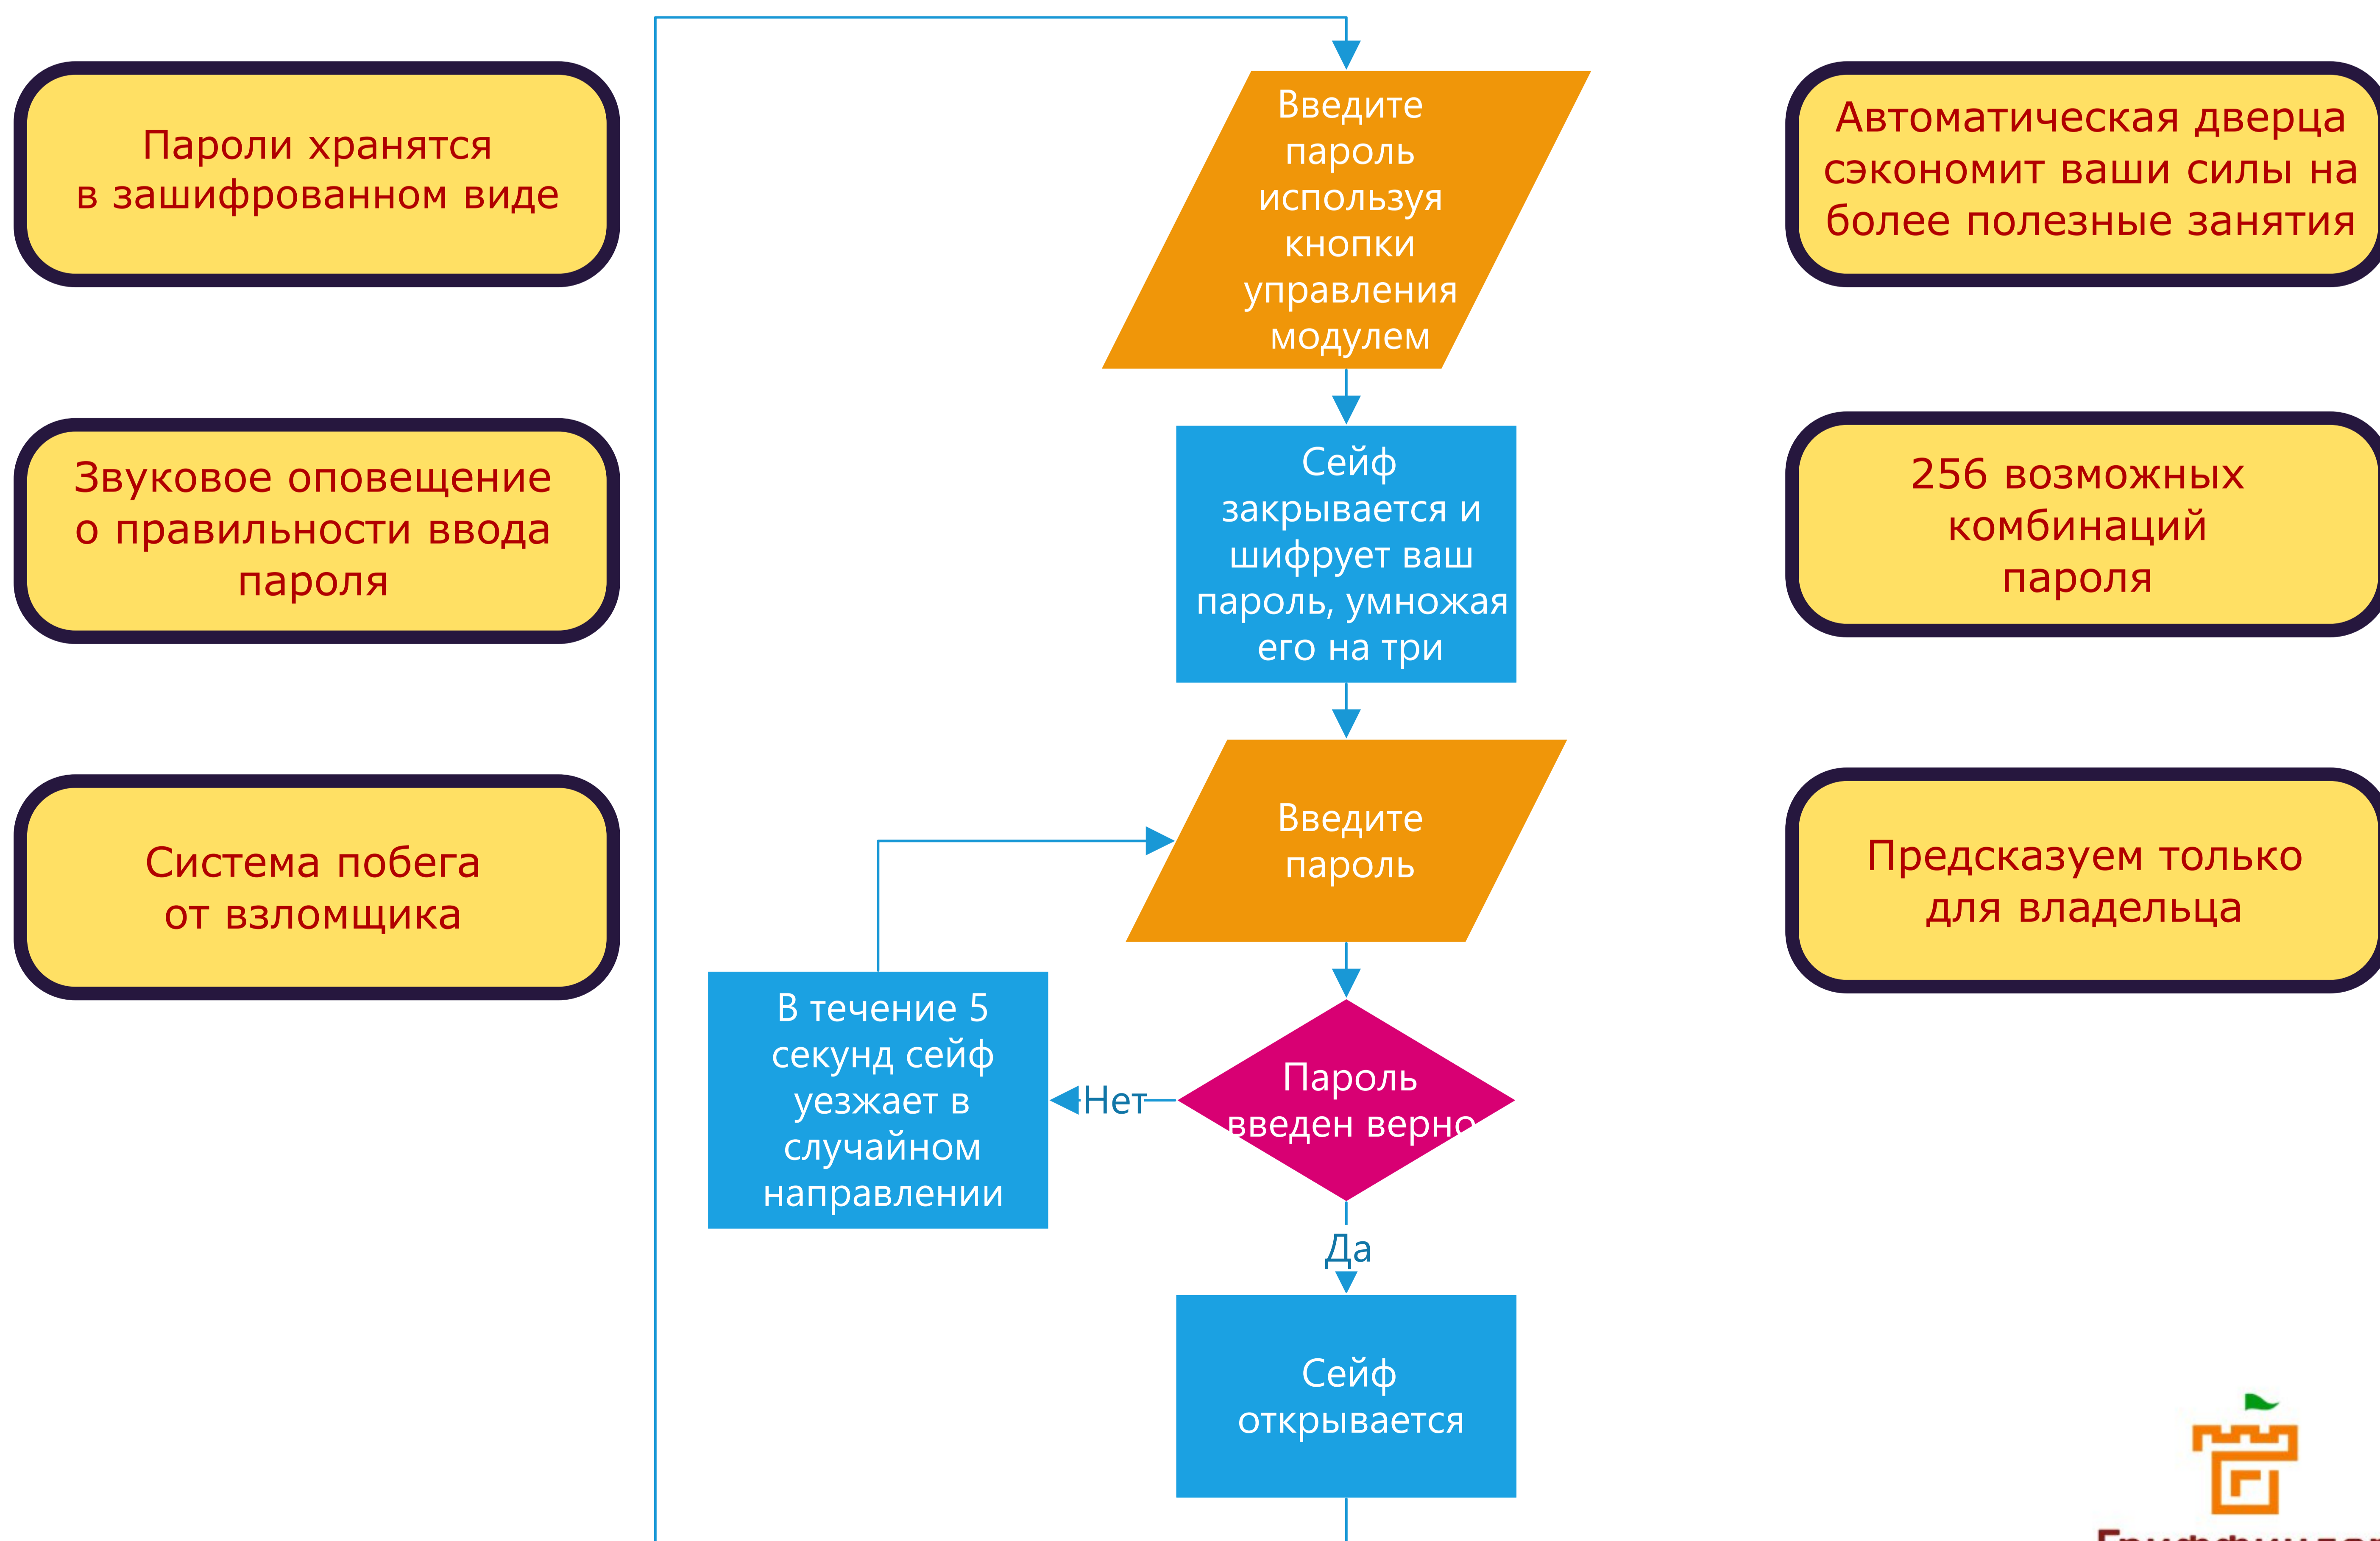 Пароли хранятся
в зашифрованном виде
Звуковое оповещение
о правильности ввода
пароля
Система побега
от взломщика
Введите
пароль
используя
кнопки
управления
модулем
Сейф
закрывается и
шифрует ваш
пароль, умножая
его на три
Введите
пароль
Пароль
введен верно
Нет
В течение 5
секунд сейф
уезжает в
случайном
направлении
Да
Сейф
открывается
Автоматическая дверца
сэкономит ваши силы на
более полезные занятия
256 возможных
комбинаций
пароля
Предсказуем только
для владельца